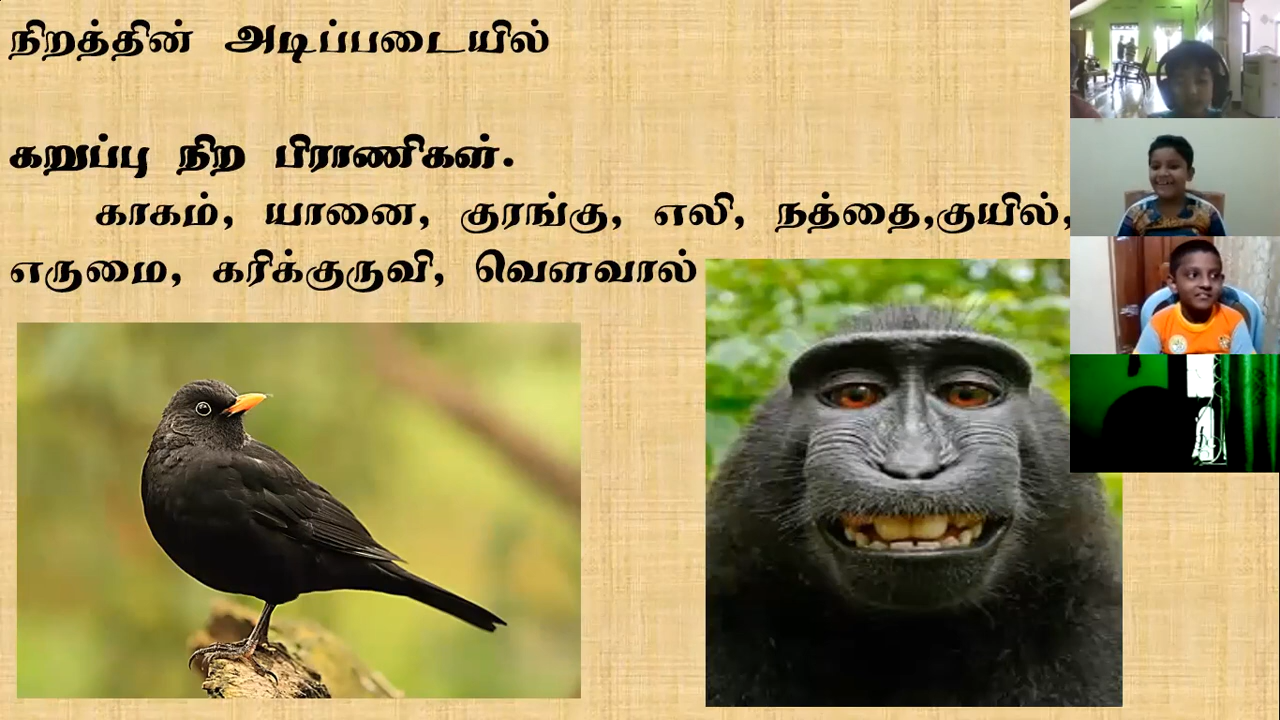 நிறத்தின் அடிப்படையில்
கறுப்பு நிற பிராணிகள்.
காகம், யானை, குரங்கு, எலி, நத்தை,குயில்,
எருமை, கரிக்குருவி, வௌவால்